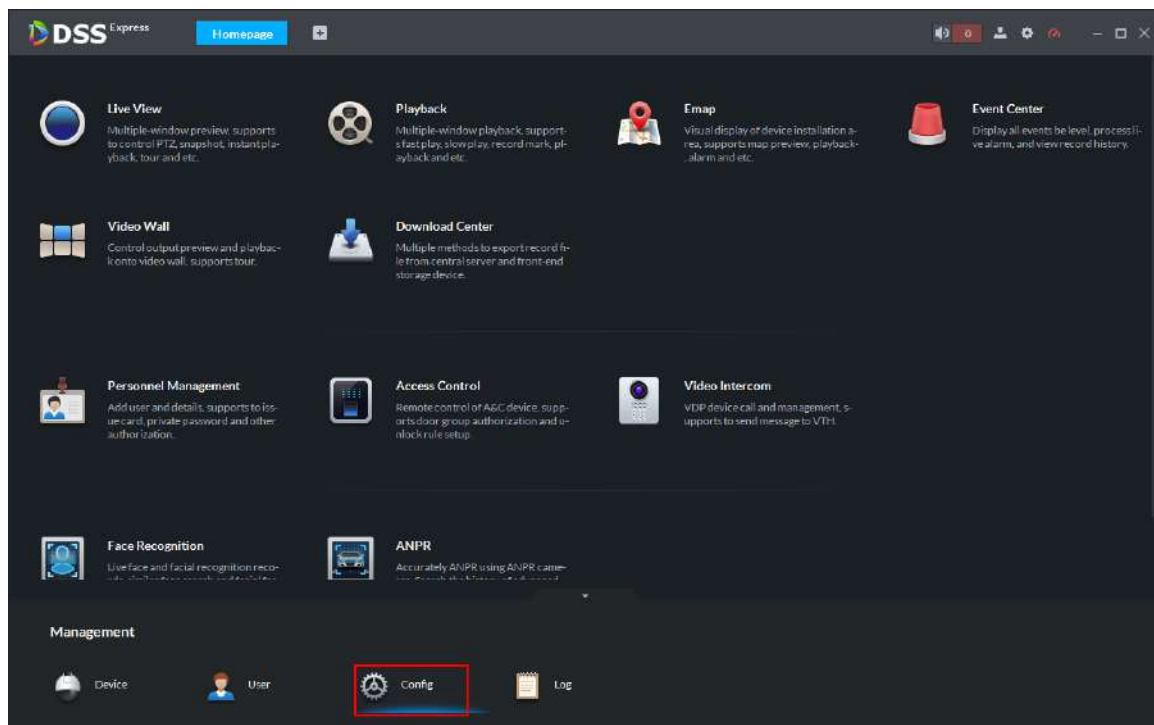 DSS Express
Homepage
0
Live View
Multiple-window preview, supports
to control PTZ, snapshot, instant pla-
yback, tour and etc.
Playback
Multiple-window playback, support-
s fast play, slow play, record mark, pl-
ayback and etc.
Emap
Visual display of device installation a-
rea, supports map preview, playback-
, alarm and etc.
Event Center
Display all events be level, process li-
ve alarm, and view record history.
Video Wall
Control output preview and playbac-
k onto video wall, supports tour.
Download Center
Multiple methods to export record fi-
le from central server and front-end
storage device.
Personnel Management
Add user and details, supports to iss-
ue card, private password and other
authorization.
Access Control
Remote control of A&C device, supp-
orts door group authorization and u-
nlock rule setup.
Video Intercom
VDP device call and management, s-
upports to send message to VTH.
Face Recognition
Live face and facial recognition reco-
ANPR
Accurately ANPR using ANPR came-
Management
Device
User
Config
Log